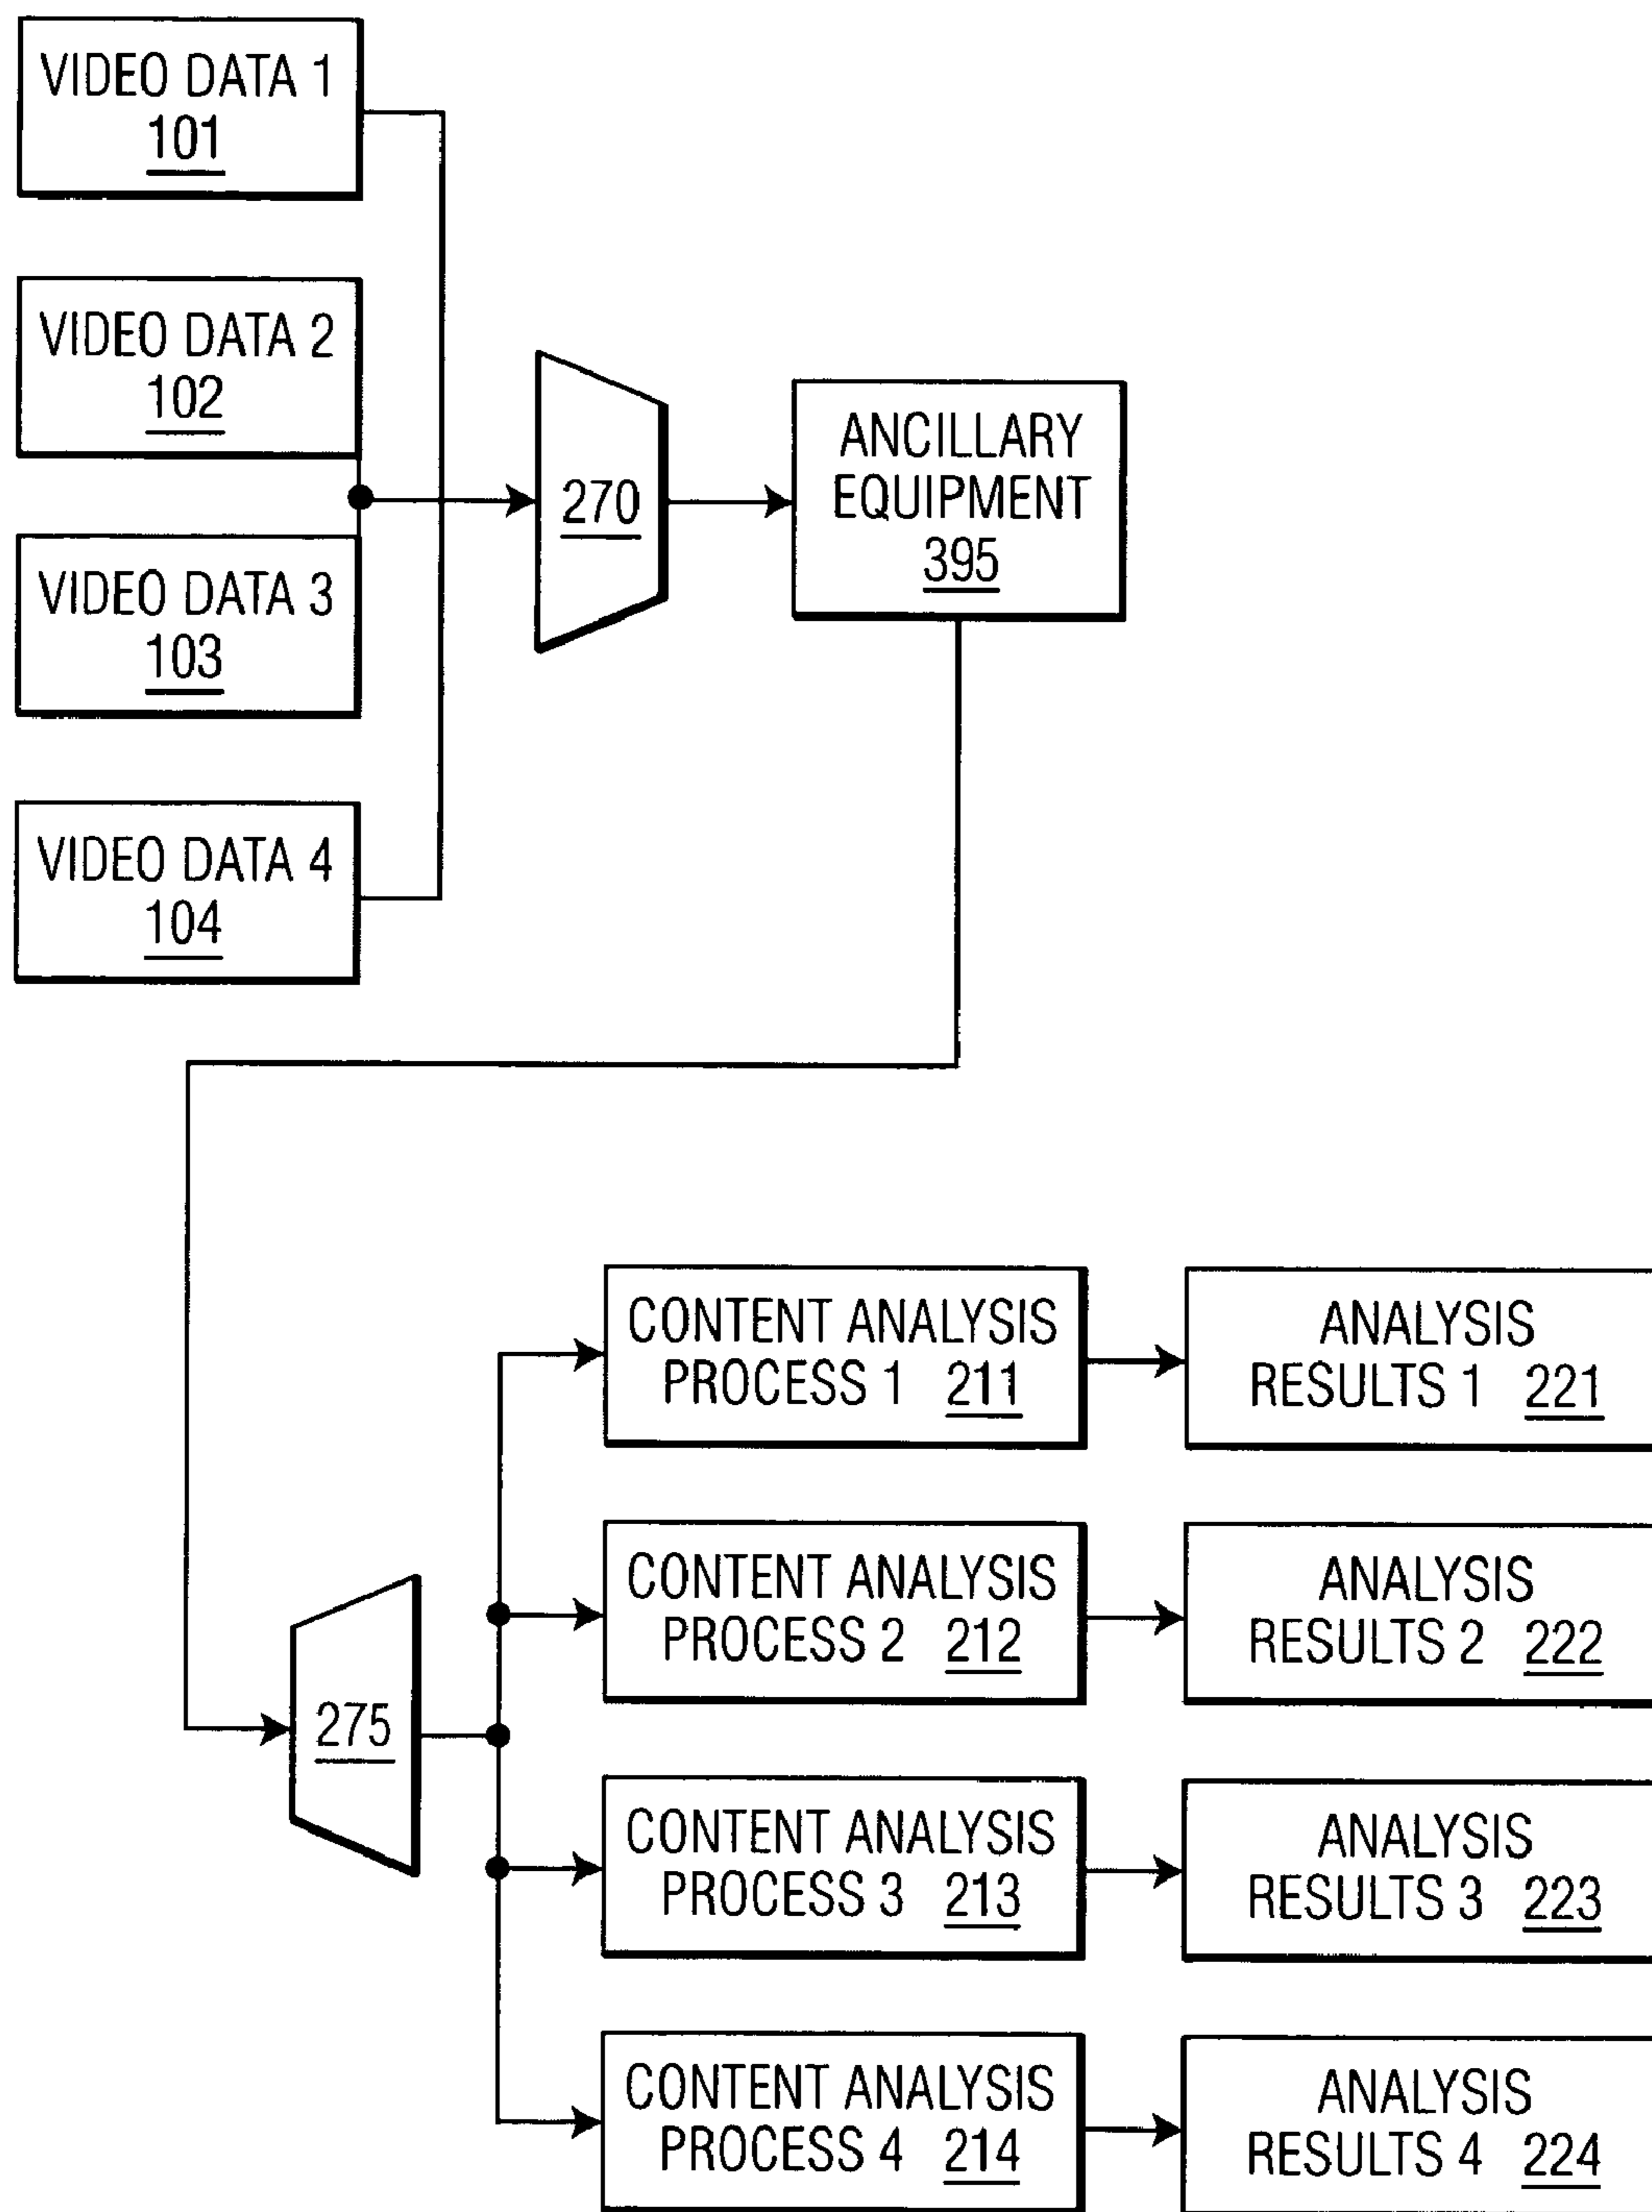 VIDEO DATA 1
101
VIDEO DATA 2
102
VIDEO DATA 3
103
VIDEO DATA 4
104
270
ANCILLARY
EQUIPMENT
395
275
CONTENT ANALYSIS
PROCESS 1 211
ANALYSIS
RESULTS 1 221
CONTENT ANALYSIS
PROCESS 2 212
ANALYSIS
RESULTS 2 222
CONTENT ANALYSIS
PROCESS 3 213
ANALYSIS
RESULTS 3 223
CONTENT ANALYSIS
PROCESS 4 214
ANALYSIS
RESULTS 4 224